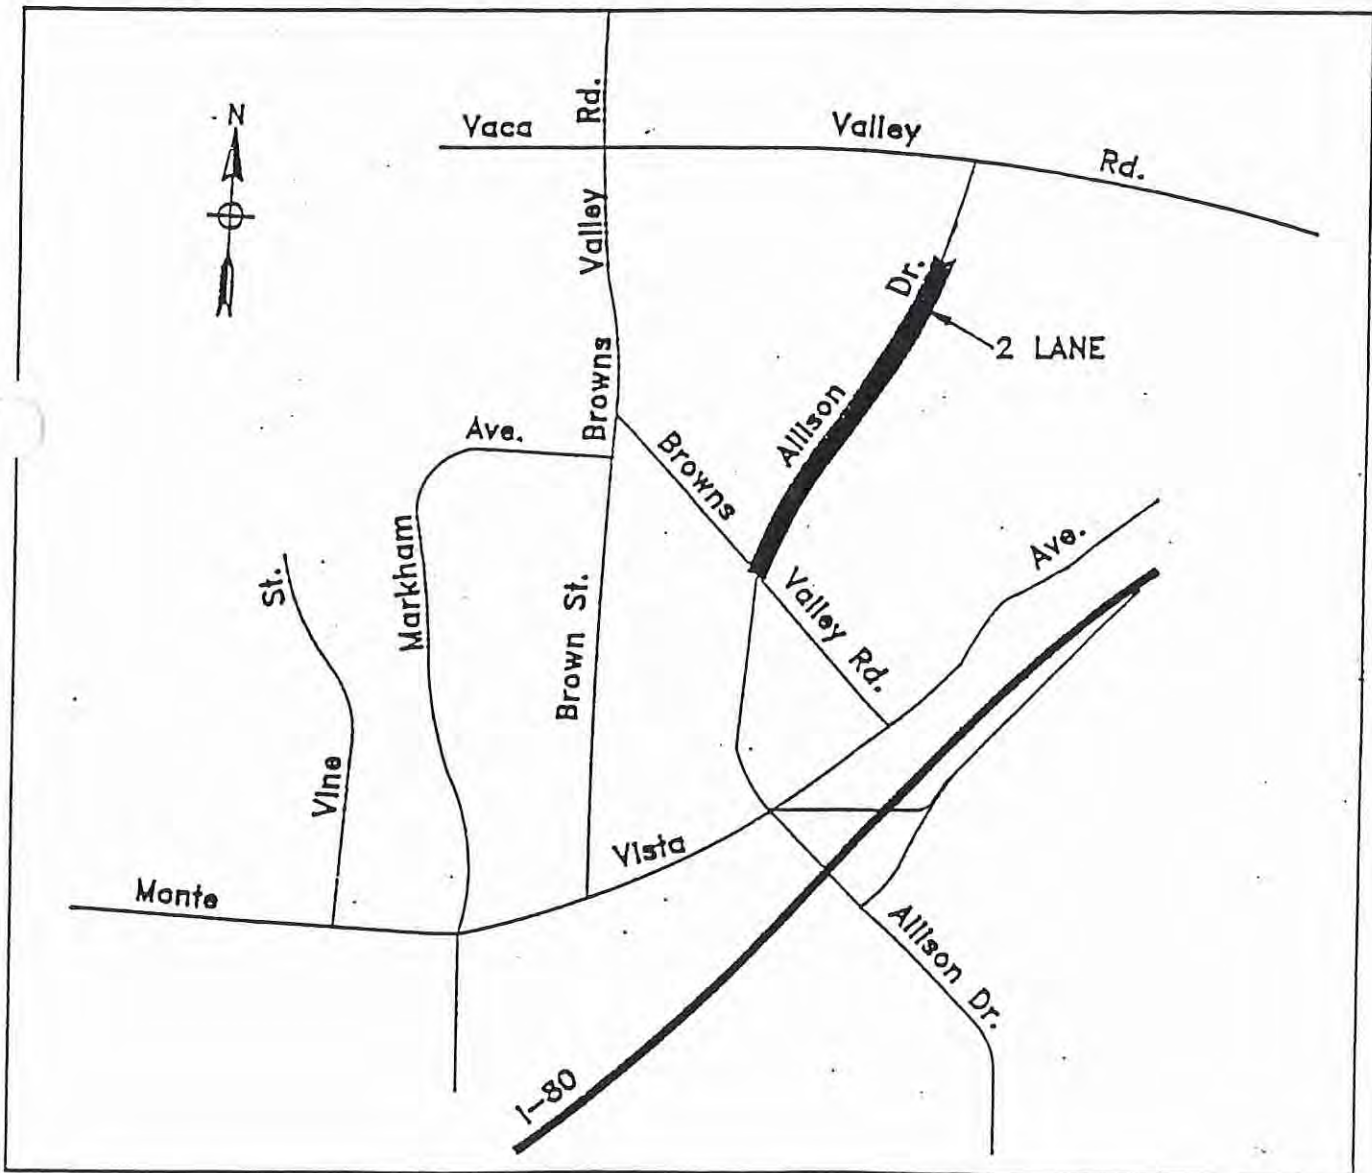 N
Vaca Valley Rd.
Browns Valley Rd.
Allison Dr.
2 LANE
Markham Ave.
Browns Valley Rd.
Brown St.
Vine St.
Monte Vista Ave.
Allison Dr.
I-80